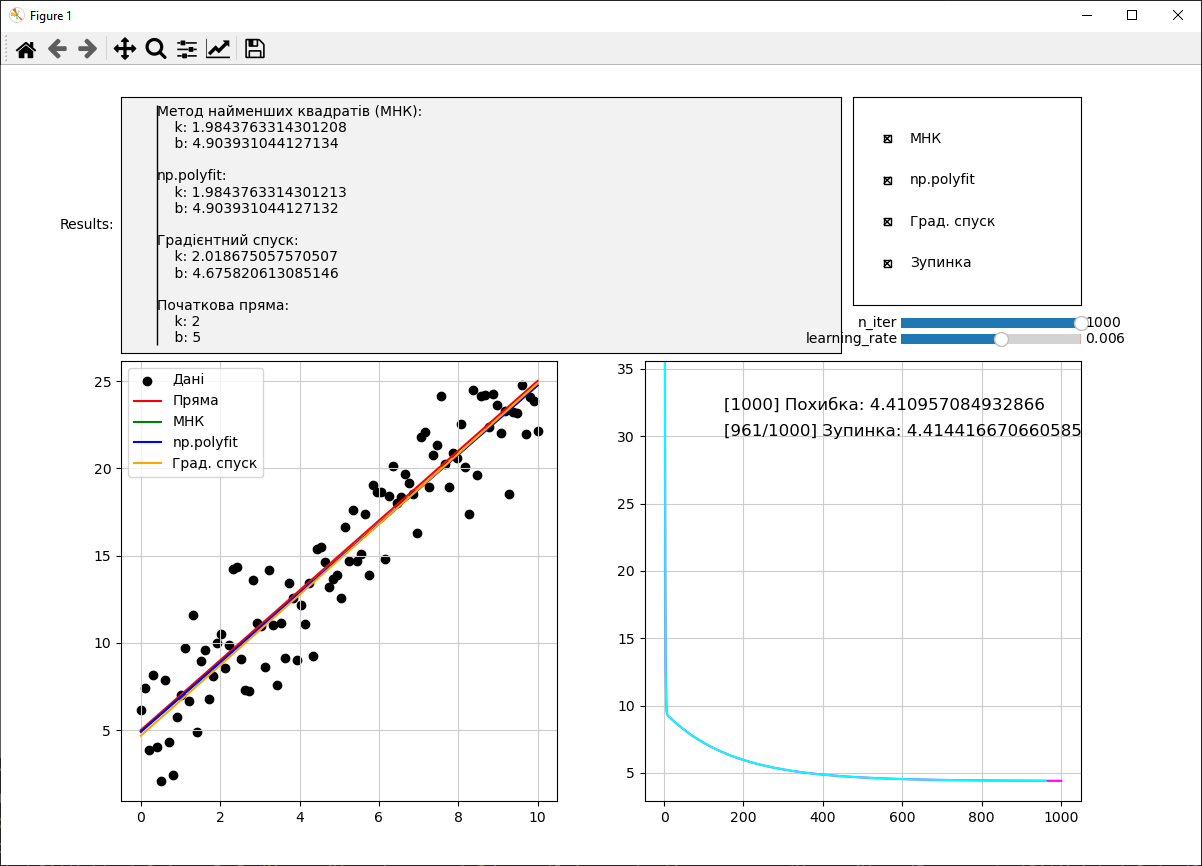 Figure 1
Results:
Метод найменших квадратів (МНК):
k: 1.9843763314301208
b: 4.903931044127134
np.polyfit:
k: 1.9843763314301213
b: 4.903931044127132
Градієнтний спуск:
k: 2.018675057570507
b: 4.675820613085146
Початкова пряма:
k: 2
b: 5
МНК
np.polyfit
Град. спуск
Зупинка
n_iter 1000
learning_rate 0.006
Дані
Пряма
МНК
np.polyfit
Град. спуск
25
20
15
10
5
0 2 4 6 8 10
[1000] Похибка: 4.410957084932866
[961/1000] Зупинка: 4.414416670660585
35
30
25
20
15
10
5
0 200 400 600 800 1000